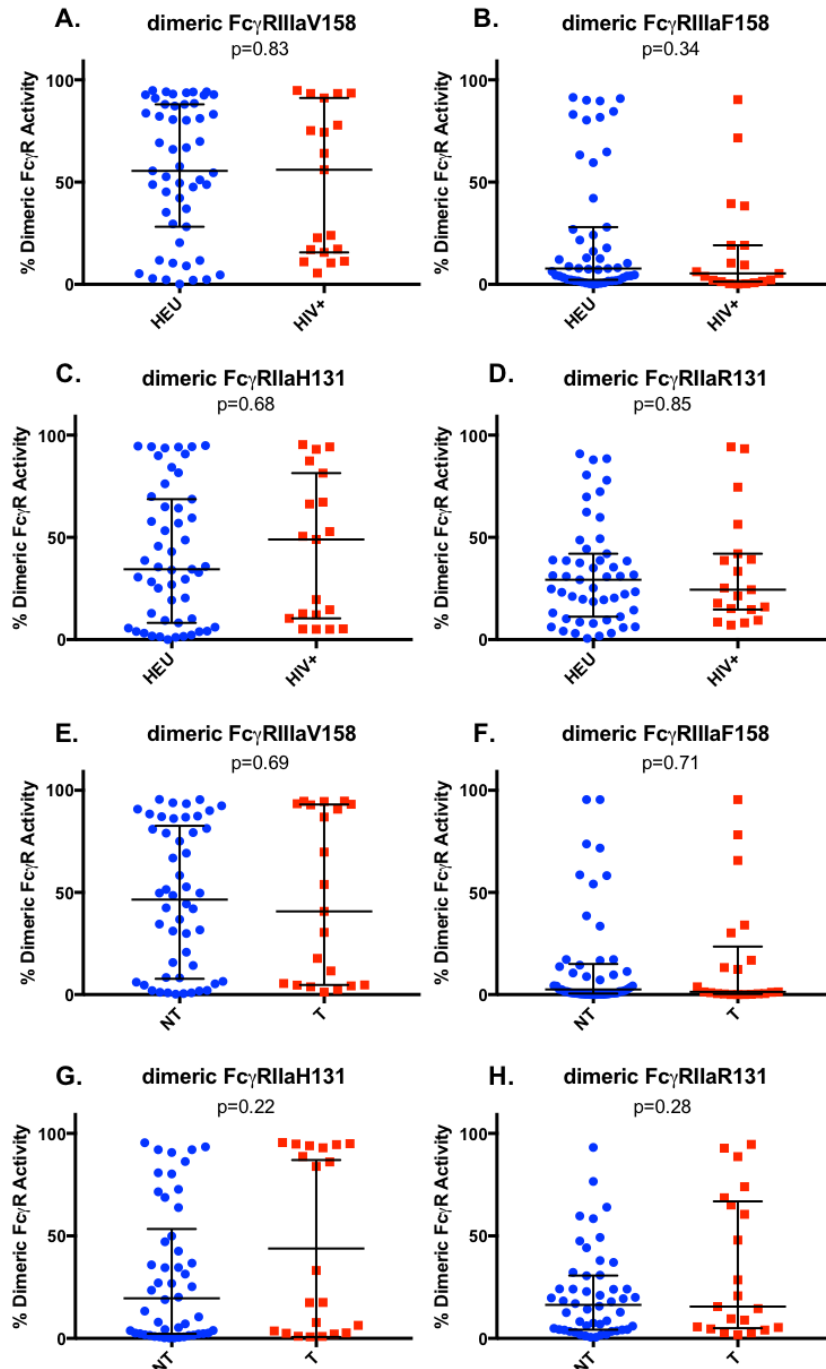 A.
dimeric FcγRIIIaV158
p=0.83
% Dimeric FcγR Activity
100
50
0
HEU
HIV+
B.
dimeric FcγRIIIaF158
p=0.34
% Dimeric FcγR Activity
100
50
0
HEU
HIV+
C.
dimeric FcγRIIaH131
p=0.68
% Dimeric FcγR Activity
100
50
0
HEU
HIV+
D.
dimeric FcγRIIaR131
p=0.85
% Dimeric FcγR Activity
100
50
0
HEU
HIV+
E.
dimeric FcγRIIIaV158
p=0.69
% Dimeric FcγR Activity
100
50
0
NT
T
F.
dimeric FcγRIIIaF158
p=0.71
% Dimeric FcγR Activity
100
50
0
NT
T
G.
dimeric FcγRIIaH131
p=0.22
% Dimeric FcγR Activity
100
50
0
NT
T
H.
dimeric FcγRIIaR131
p=0.28
% Dimeric FcγR Activity
100
50
0
NT
T